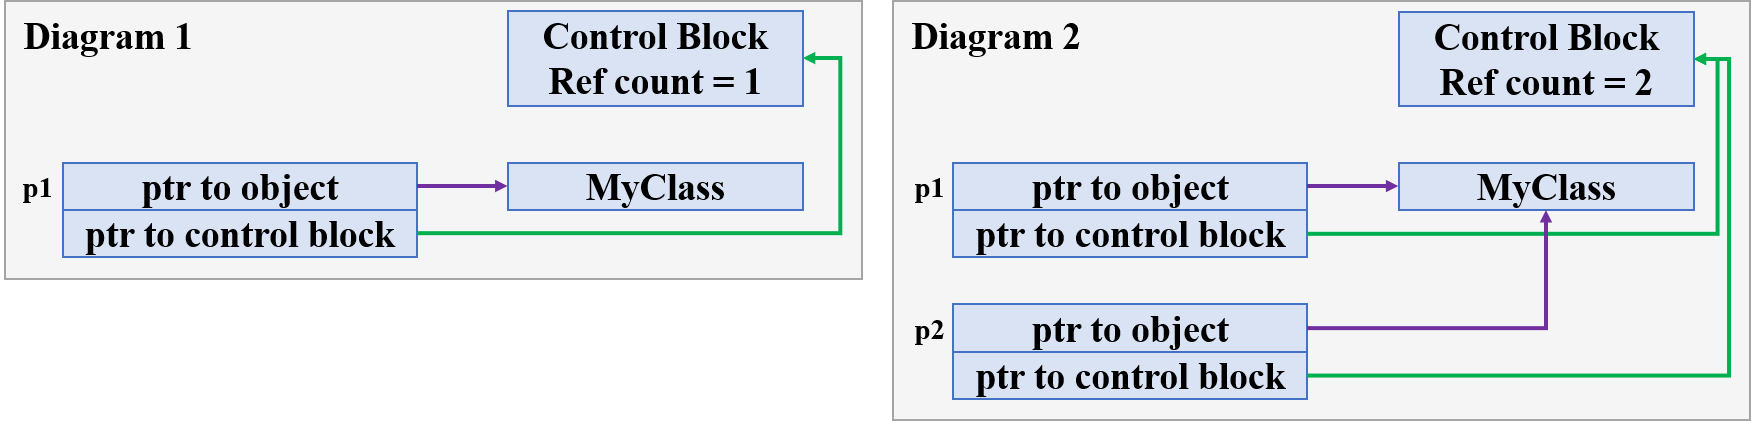 Diagram 1
Control Block
Ref count = 1
p1
ptr to object
MyClass
ptr to control block
Diagram 2
Control Block
Ref count = 2
p1
ptr to object
MyClass
ptr to control block
p2
ptr to object
ptr to control block